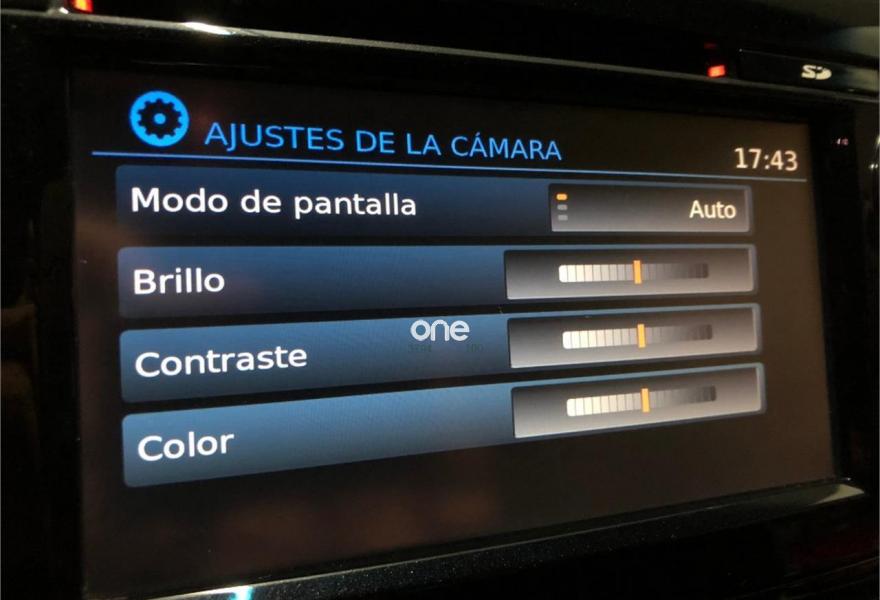 SD
AJUSTES DE LA CÁMARA
17:43
Modo de pantalla
Auto
Brillo
one
Contraste
Color